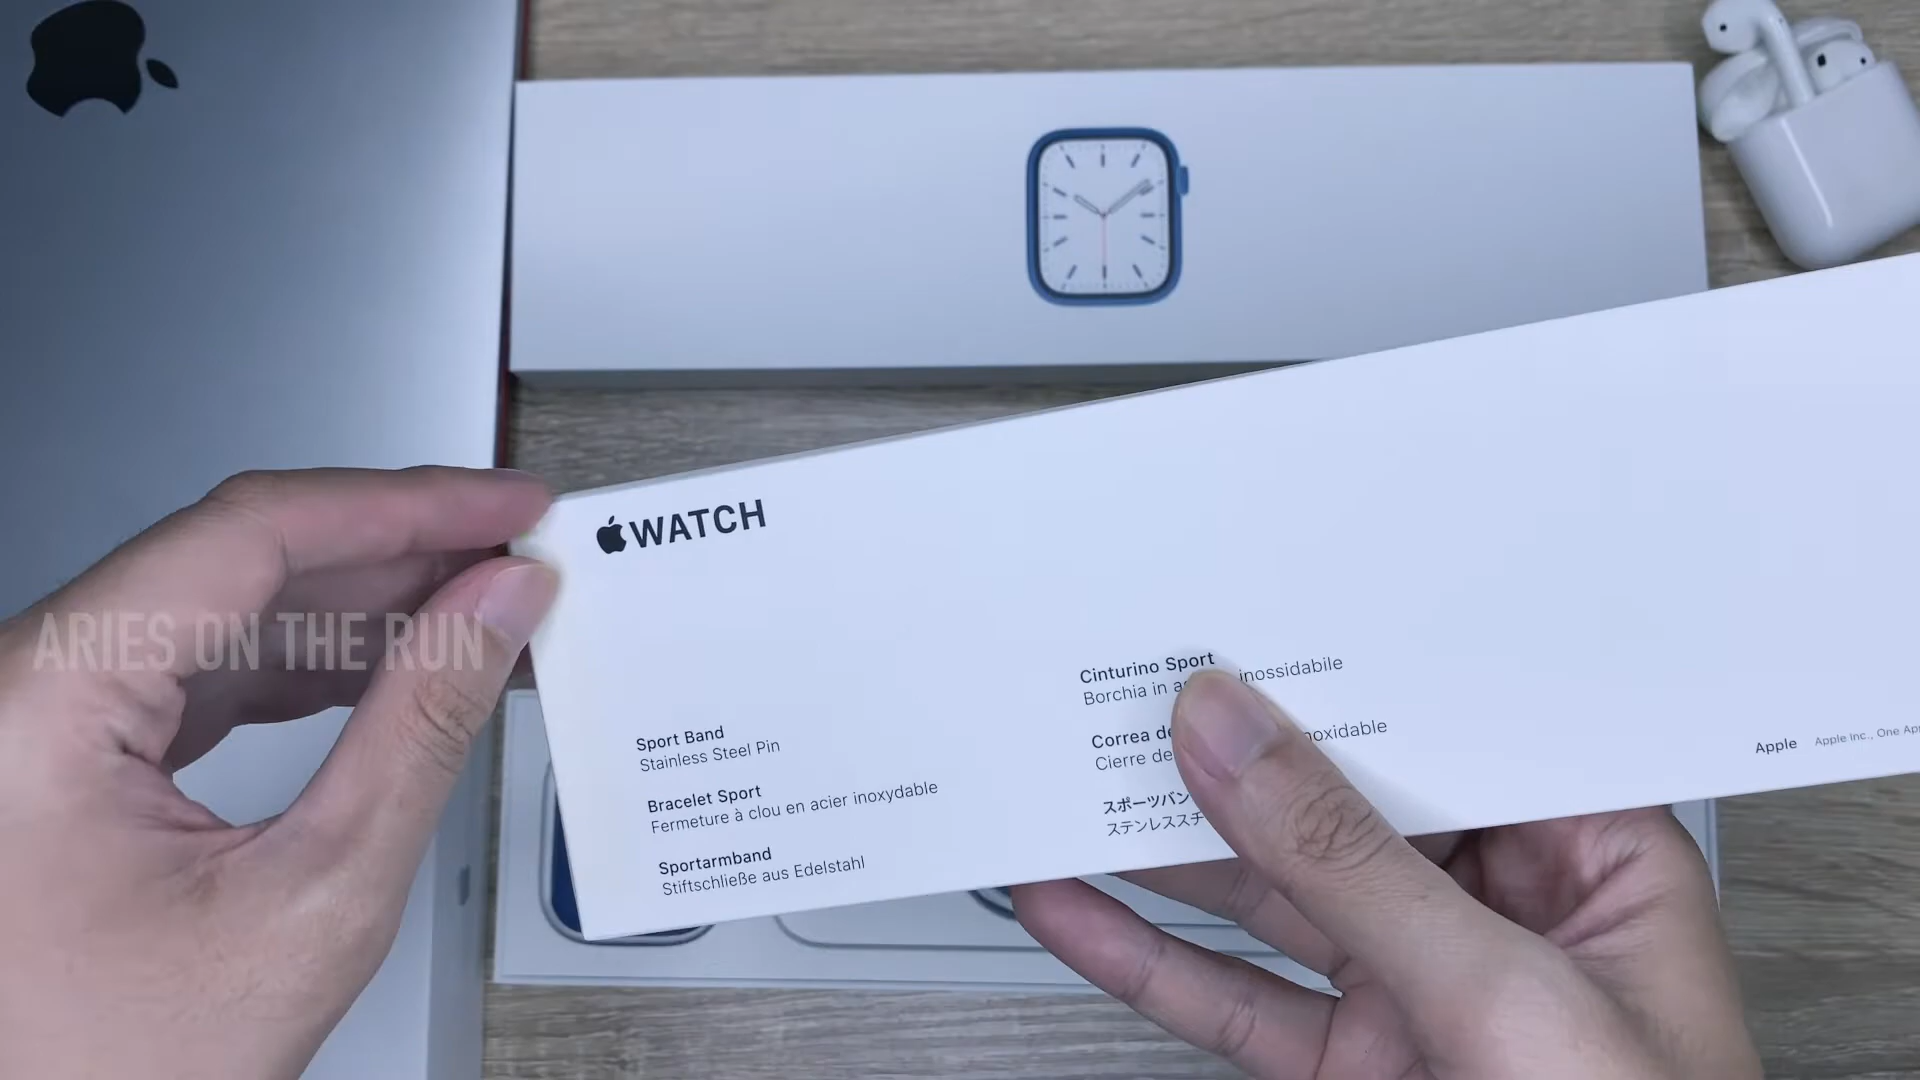 WATCH
Sport Band
Stainless Steel Pin
Bracelet Sport
Fermeture à clou en acier inoxydable
Sportarmband
Stiftschließe aus Edelstahl
Cinturino Sport
Borchia in inossidabile
Correa
Cierre de
スポーツバン
ステンレススチ
Apple Apple Inc., One
ARIES ON THE RUN